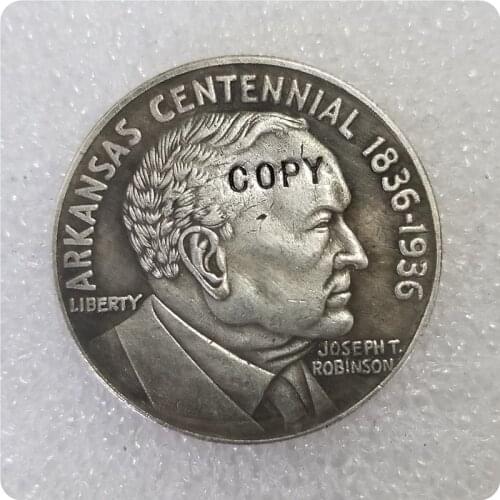 ARKANSAS CENTENNIAL 1836-1936
COPY
LIBERTY
JOSEPH T.
ROBINSON